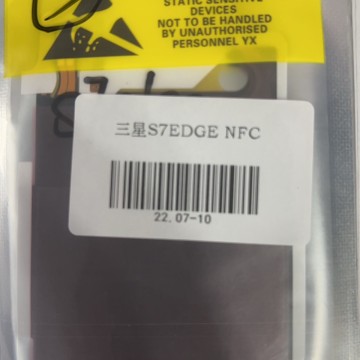 STATIC SENSITIVE
DEVICES
NOT TO BE HANDLED
BY UNAUTHORISED
PERSONNEL YX
三星S7EDGE NFC
22.07-10